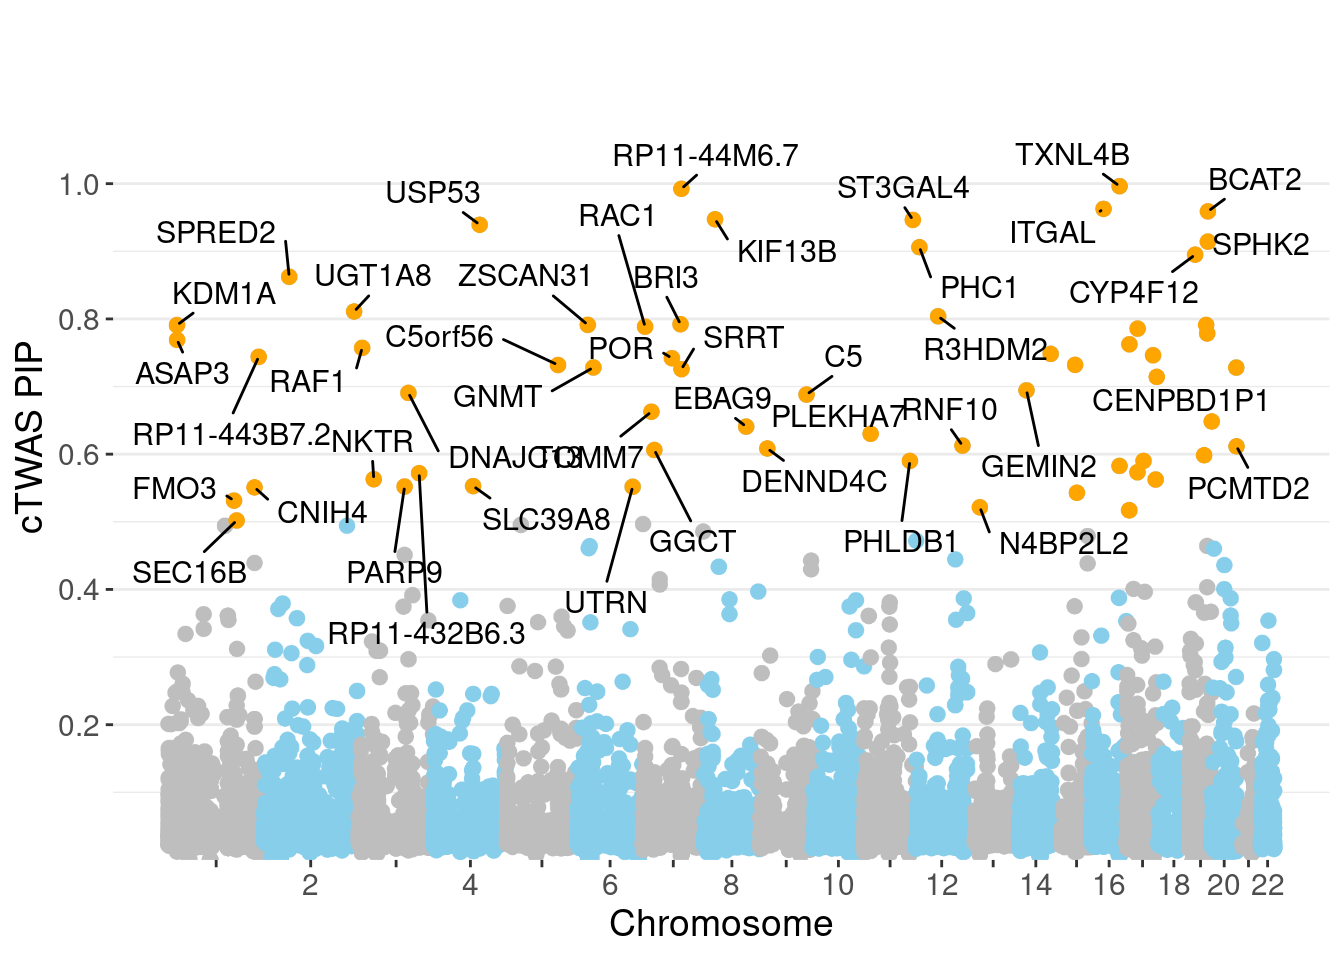 RP11-44M6.7
TXNL4B
1.0
USP53
ST3GAL4
BCAT2
RAC1
SPRED2
ITGAL
SPHK2
KIF13B
UGT1A8
ZSCAN31
BRI3
PHC1
CYP4F12
KDM1A
0.8
C5orf56
SRRT
POR
R3HDM2
C5
ASAP3
RAF1
GNMT
EBAG9
CENPBD1P1
PLEKHA7
RNF10
RP11-443B7.2
NKTR
0.6
DNAJC13
TOMM7
GEMIN2
DENND4C
FMO3
PCMTD2
CNIH4
SLC39A8
GGCT
PHLDB1
N4BP2L2
SEC16B
PARP9
0.4
UTRN
RP11-432B6.3
0.2
cTWAS PIP
2 4 6 8 10 12 14 16 18 20 22
Chromosome